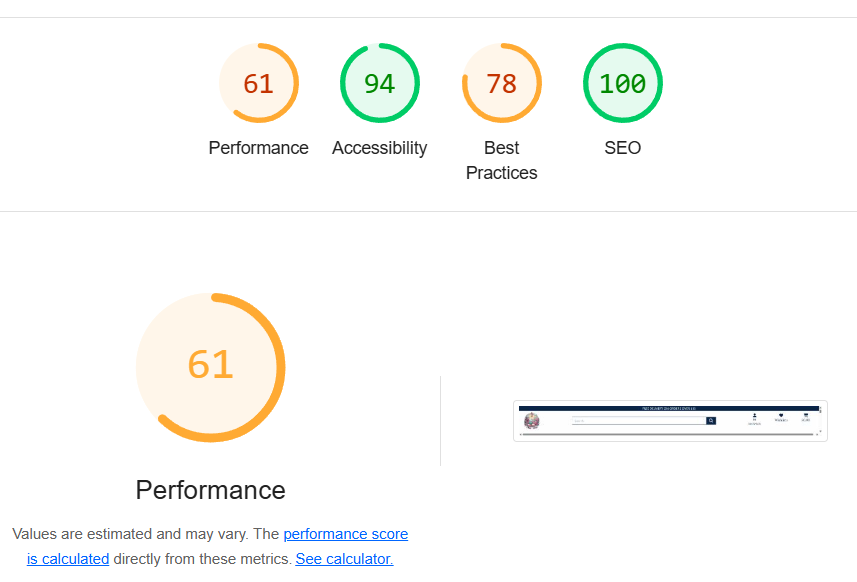 61
94
78
100
Performance
Accessibility
Best
Practices
SEO
61
Performance
Values are estimated and may vary. The performance score
is calculated directly from these metrics. See calculator.